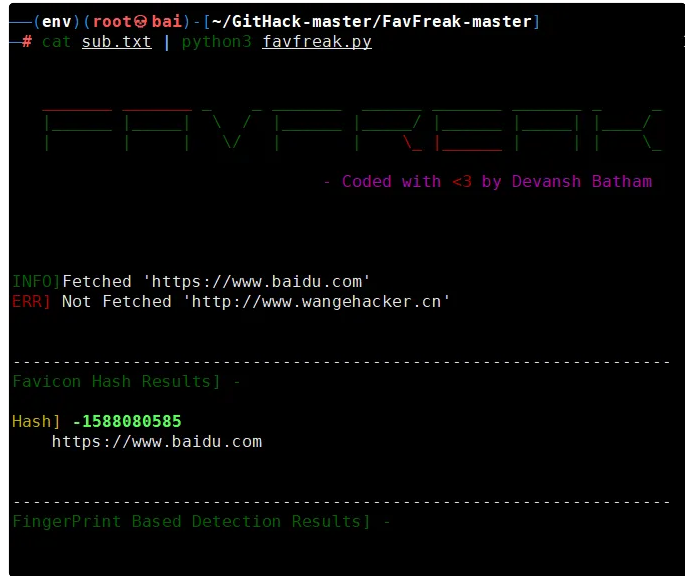 (env)(root㉿bai)-[~/GitHack-master/FavFreak-master]
# cat sub.txt | python3 favfreak.py
FAVFREAK
- Coded with <3 by Devansh Batham
INFO]Fetched 'https://www.baidu.com'
ERR] Not Fetched 'http://www.wangehacker.cn'
-------------------------------------------------------------------
Favicon Hash Results] -
Hash] -1588080585
https://www.baidu.com
-------------------------------------------------------------------
FingerPrint Based Detection Results] -